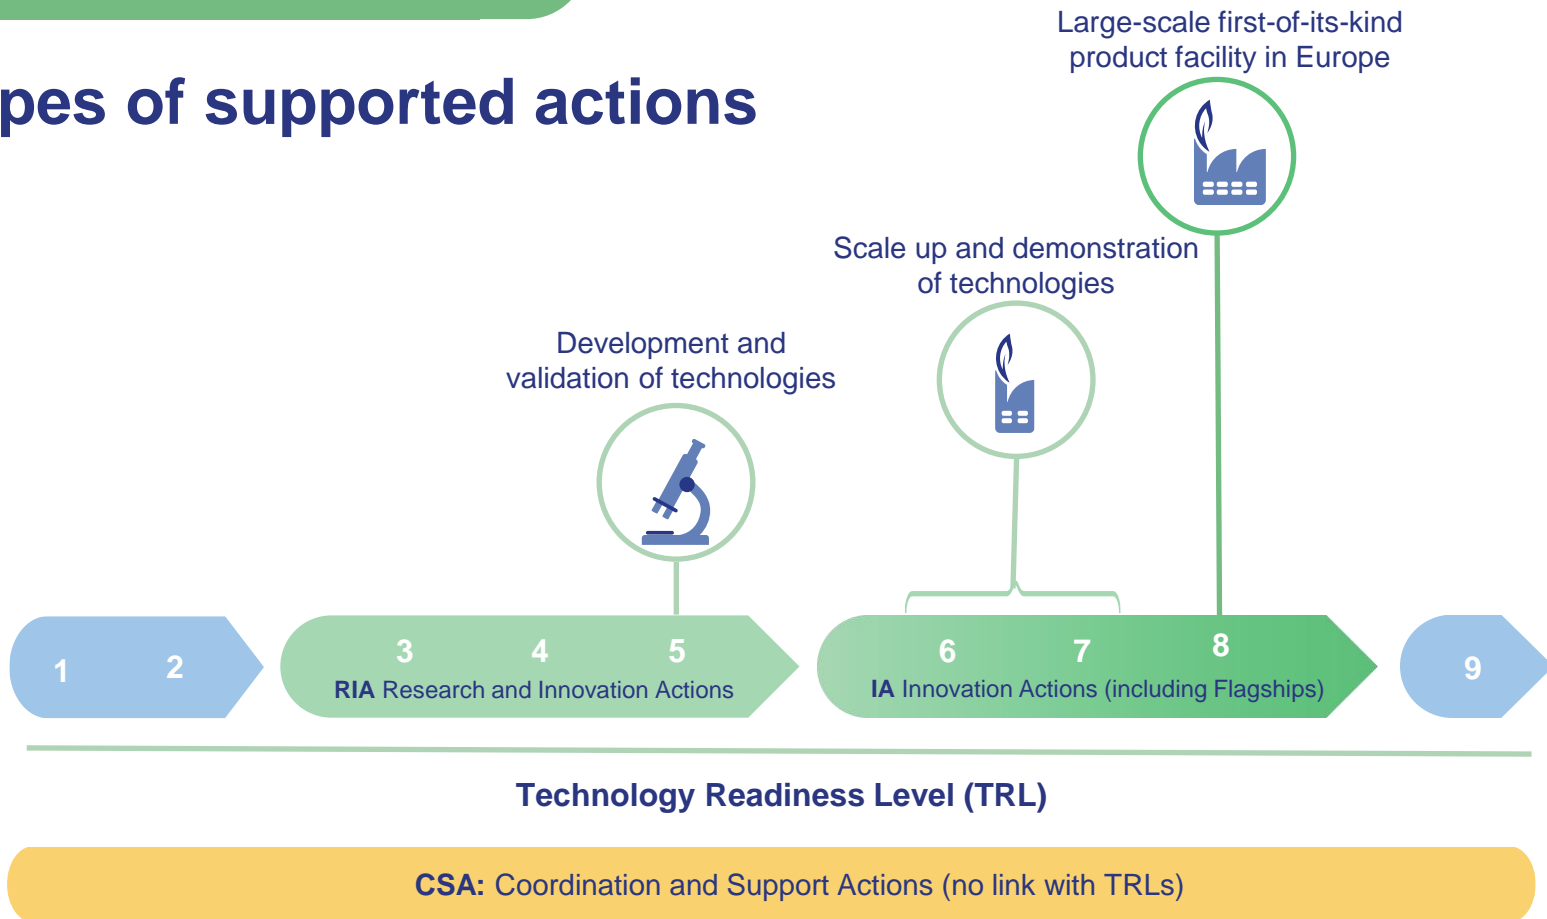 pes of supported actions
Large-scale first-of-its-kind
product facility in Europe
Scale up and demonstration
of technologies
Development and
validation of technologies
1 2 3 4 5 6 7 8 9
RIA Research and Innovation Actions
IA Innovation Actions (including Flagships)
Technology Readiness Level (TRL)
CSA: Coordination and Support Actions (no link with TRLs)